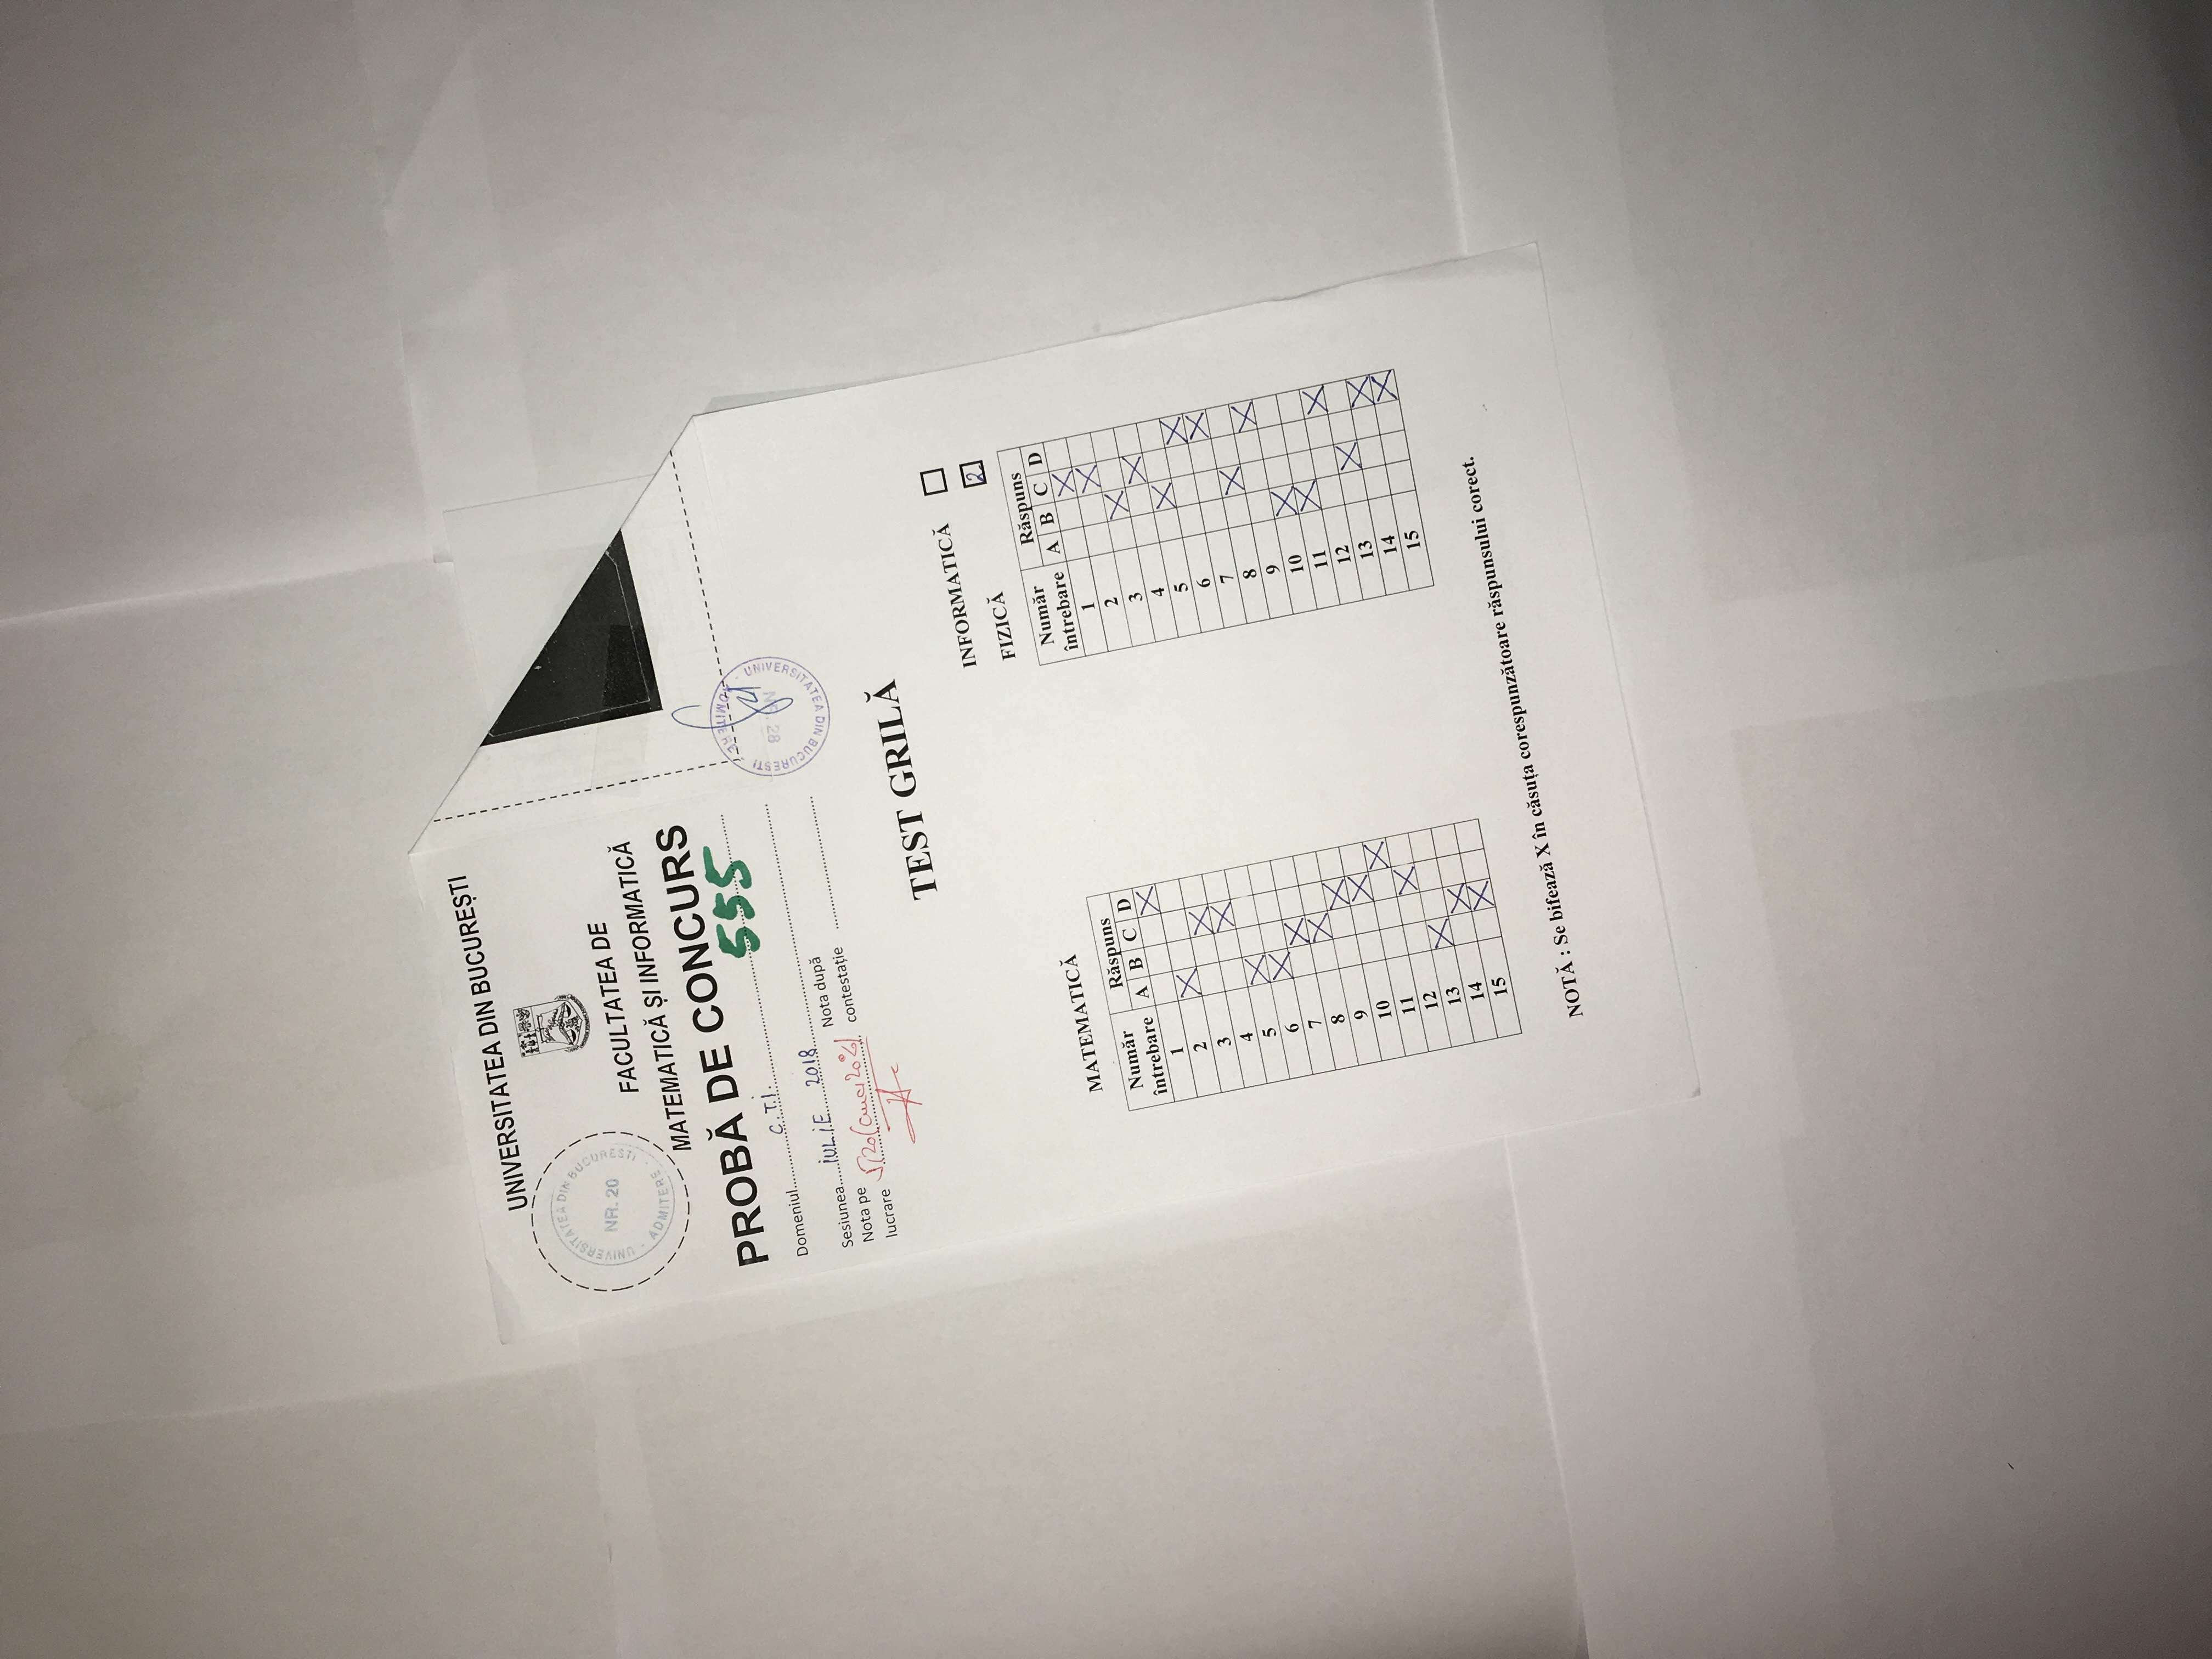 UNIVERSITATEA DIN BUCUREȘTI
UNIVERSITATEA DIN BUCUREȘTI
NR. 20
ADMITERE
FACULTATEA DE
MATEMATICĂ ȘI INFORMATICĂ
PROBĂ DE CONCURS
555
Domeniul C.T.I.
Sesiunea IULIE 2018
Nota pe lucrare 5,20 (cinci 20%)
Nota după contestație
UNIVERSITATEA DIN BUCUREȘTI
NR. 28
ADMITERE
TEST GRILĂ
INFORMATICĂ
FIZICĂ 2
Număr întrebare Răspuns
A B C D
1 X
2 X
3 X
4 X
5 X
6 X
7 X
8 X
9 X
10 X
11 X
12 X
13 X
14 X
15 X
MATEMATICĂ
Număr întrebare Răspuns
A B C D
1 X
2 X
3 X
4 X
5 X
6 X
7 X
8 X
9 X
10 X
11 X
12 X
13 X
14 X
15 X
NOTĂ : Se bifează X în căsuța corespunzătoare răspunsului corect.